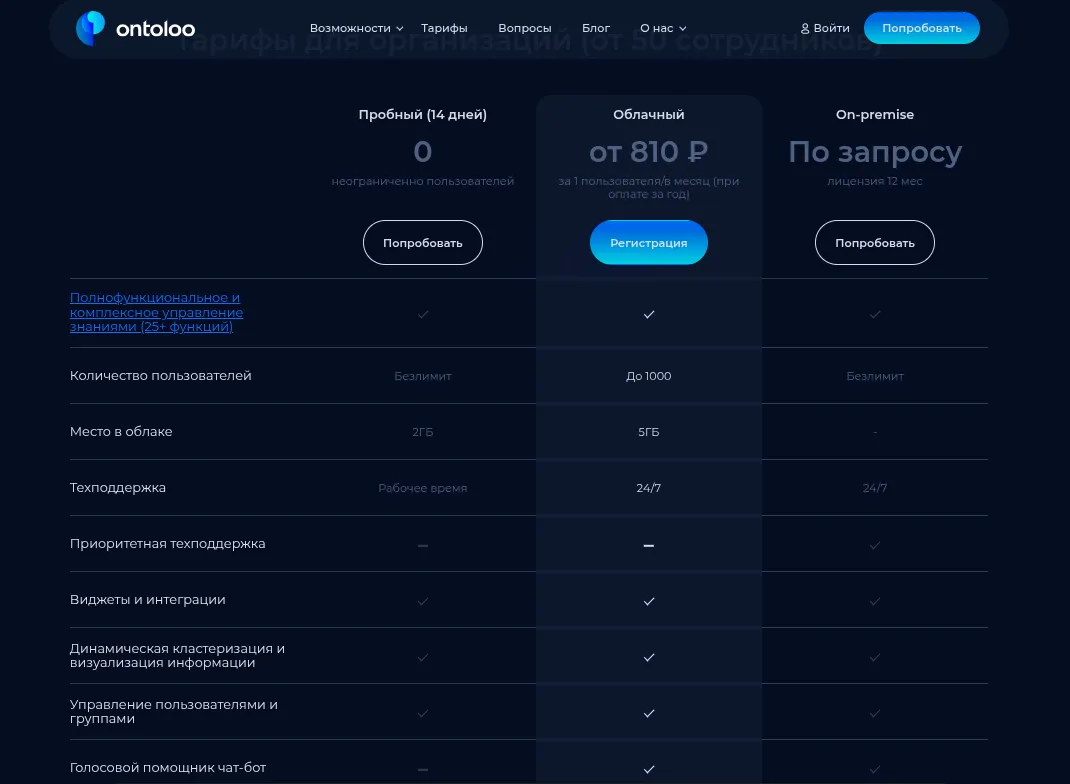 ontoloo
Возможности
Тарифы
Вопросы
Блог
О нас
Войти
Попробовать
Тарифы для организаций (от 50 сотрудников)
Пробный (14 дней)
0
неограниченно пользователей
Попробовать
Облачный
от 810 ₽
за 1 пользователя/в месяц (при
оплате за год)
Регистрация
On-premise
По запросу
лицензия 12 мес
Попробовать
Полнофункциональное и
комплексное управление
знаниями (25+ функций)
Количество пользователей
Безлимит
До 1000
Безлимит
Место в облаке
2ГБ
5ГБ
-
Техподдержка
Рабочее время
24/7
24/7
Приоритетная техподдержка
Виджеты и интеграции
Динамическая кластеризация и
визуализация информации
Управление пользователями и
группами
Голосовой помощник чат-бот